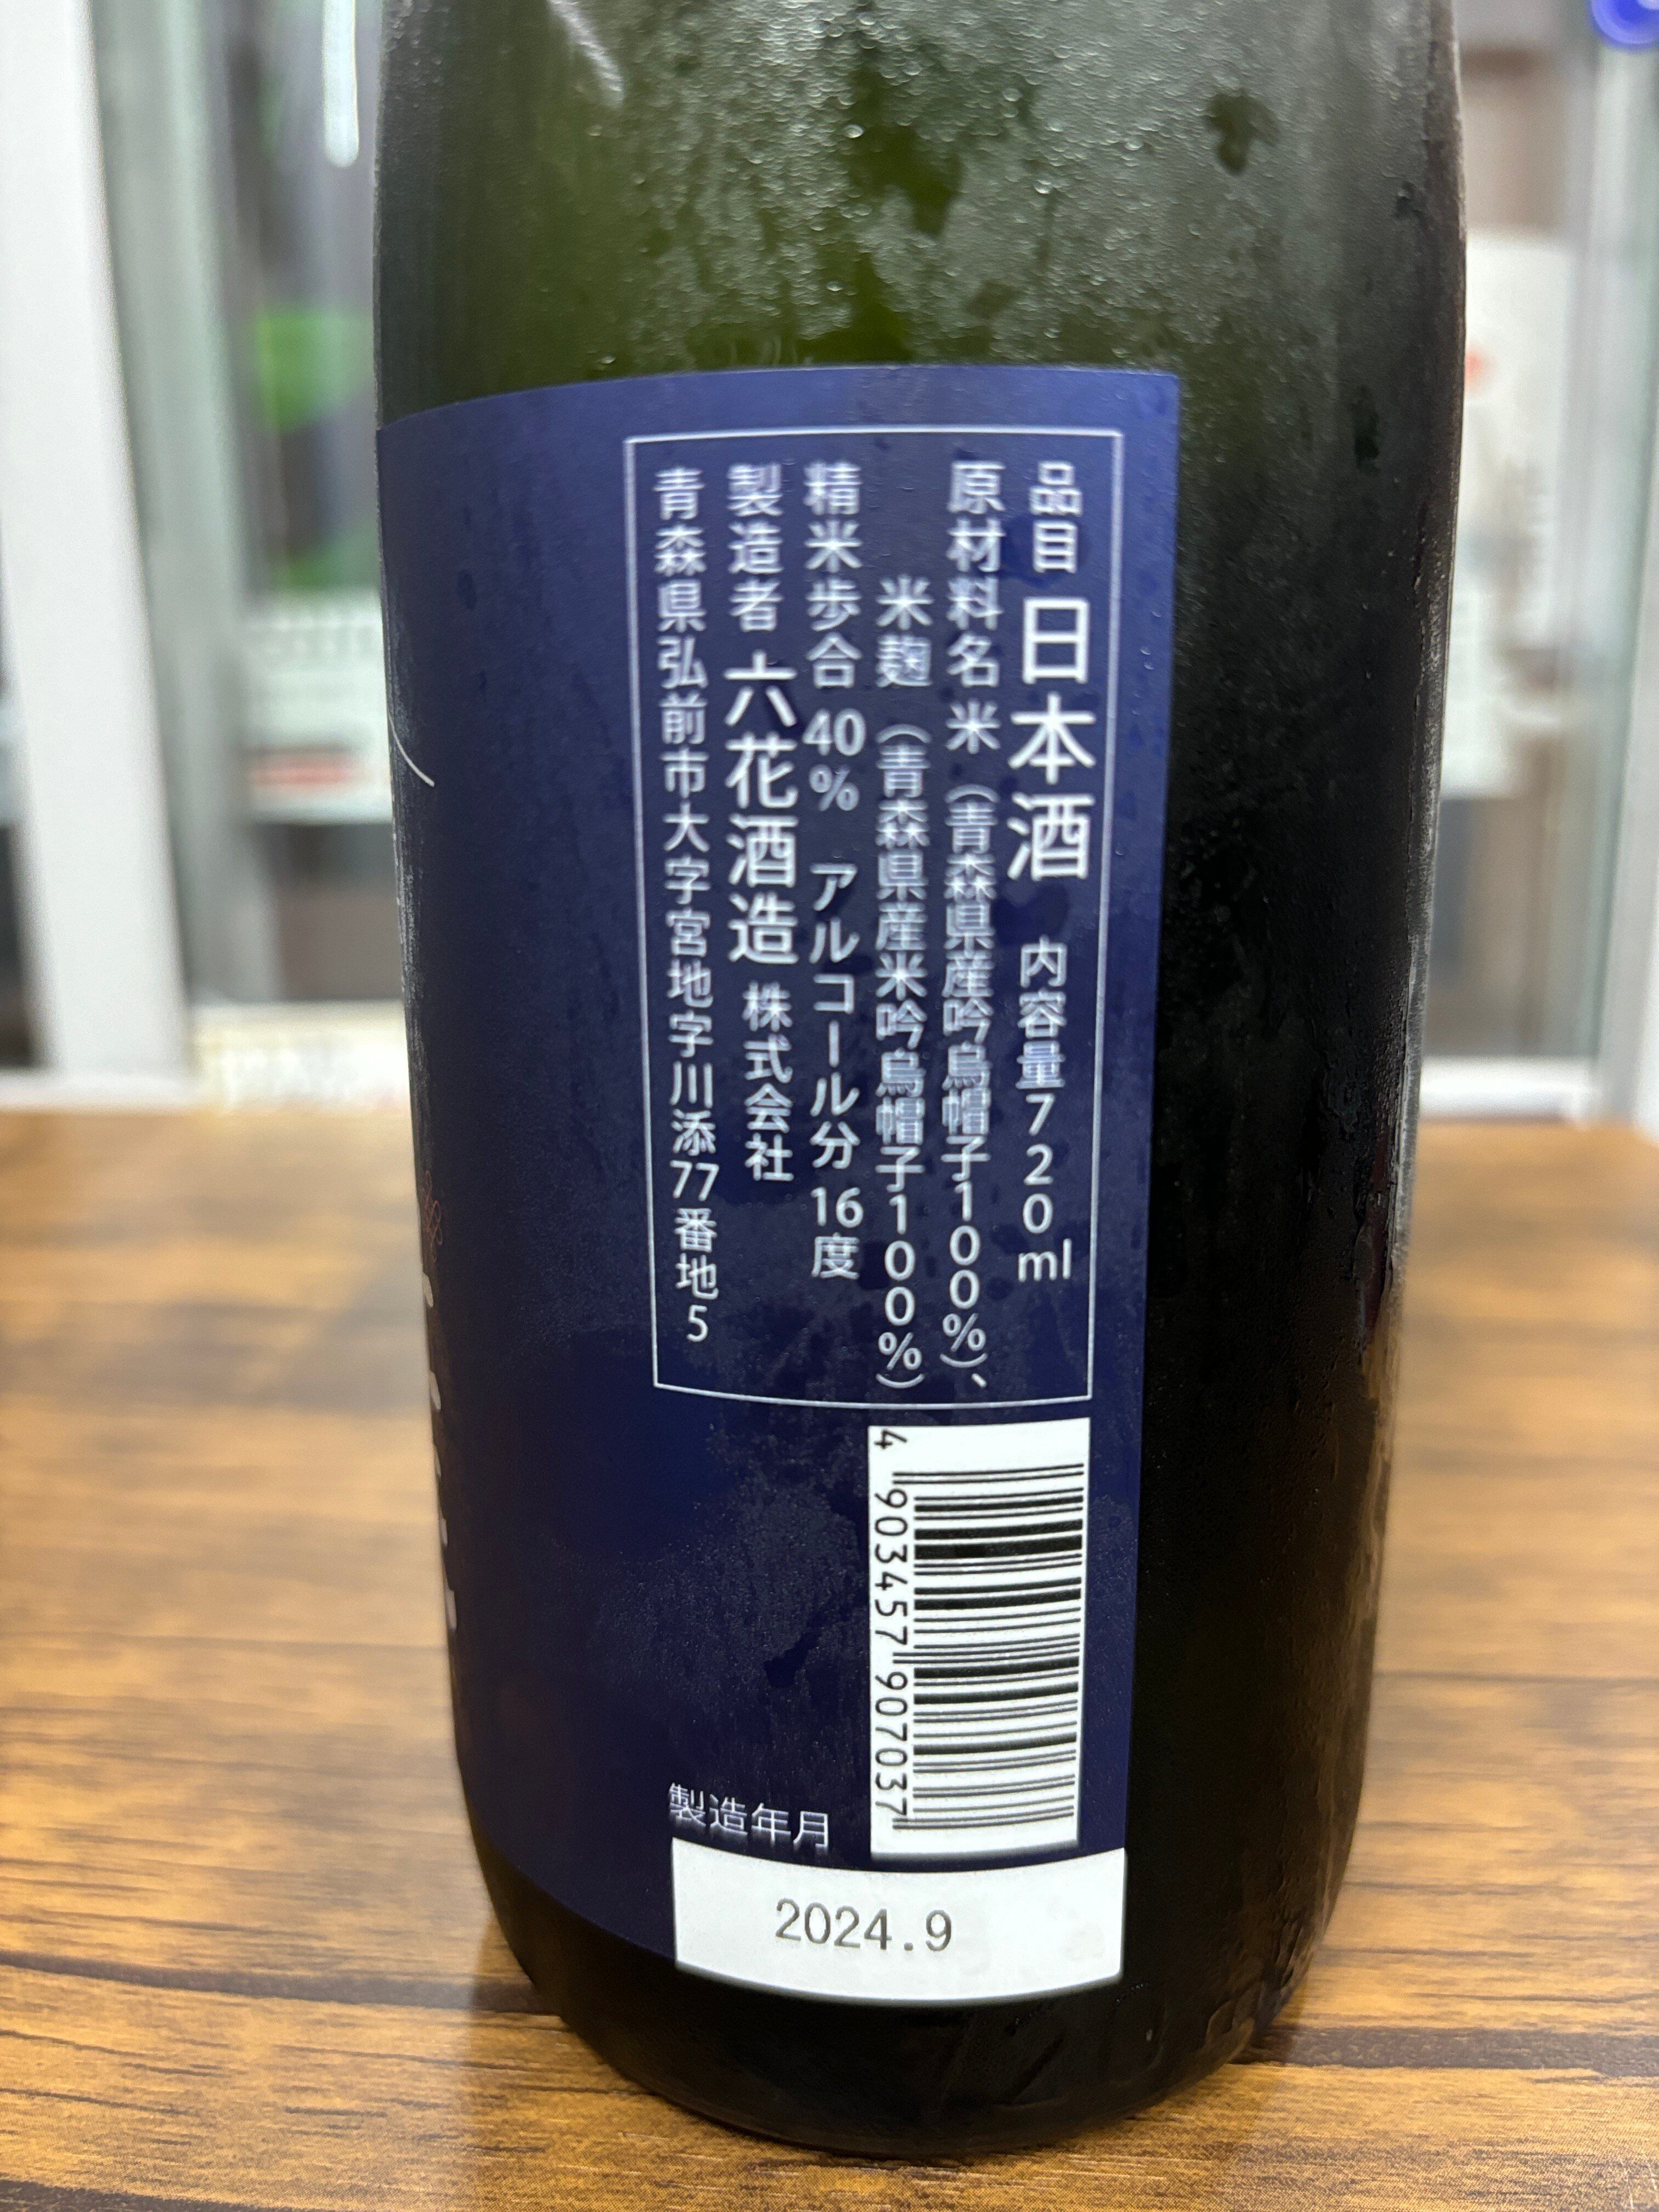 品目 日本酒 内容量720ml
原材料名 米（青森県産吟烏帽子100%）、
米麹（青森県産米吟烏帽子100%）
精米歩合 40% アルコール分 16度
製造者 六花酒造 株式会社
青森県弘前市大字宮地字川添77番地5
4 903457 907037
製造年月
2024.9